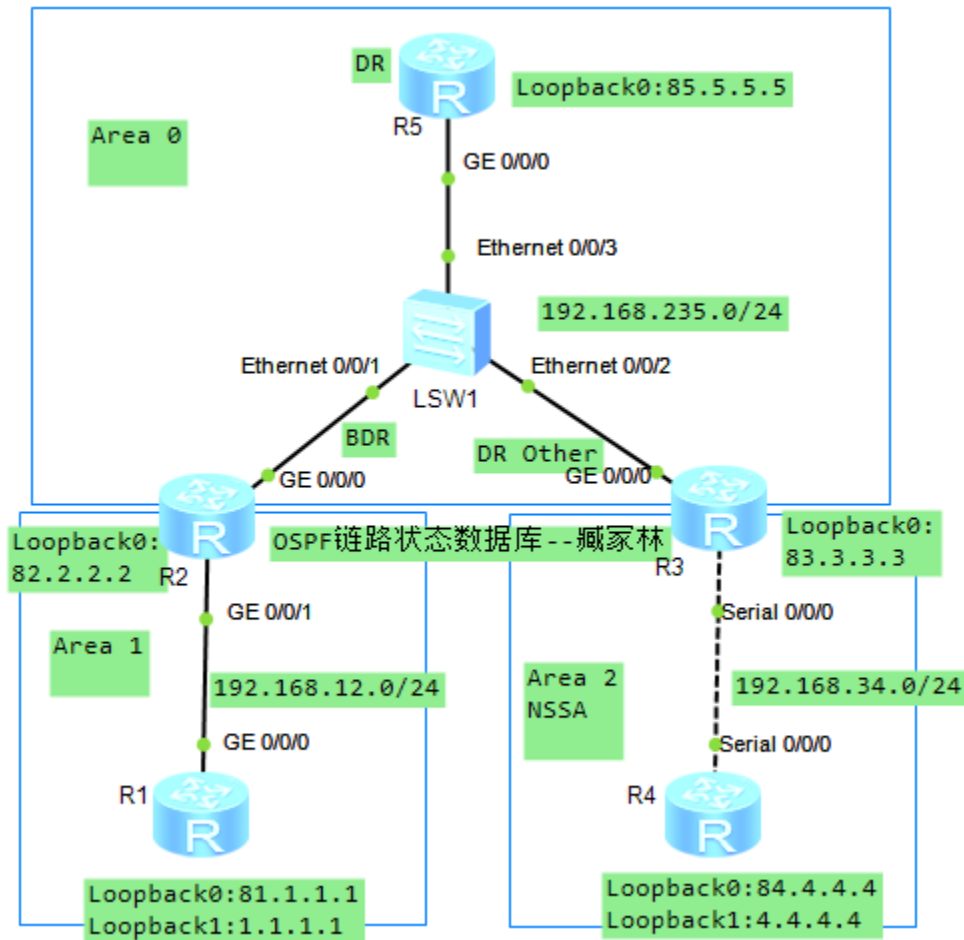 DR
R
Loopback0:85.5.5.5
R5
Area 0
GE 0/0/0
Ethernet 0/0/3
192.168.235.0/24
Ethernet 0/0/1
Ethernet 0/0/2
LSW1
BDR
DR Other
GE 0/0/0
GE 0/0/0
R
R
Loopback0:
82.2.2.2
R2
OSPF链路状态数据库--臧冢林
R3
Loopback0:
83.3.3.3
GE 0/0/1
Serial 0/0/0
Area 1
192.168.12.0/24
Area 2
NSSA
192.168.34.0/24
GE 0/0/0
Serial 0/0/0
R1
R
R4
R
Loopback0:81.1.1.1
Loopback1:1.1.1.1
Loopback0:84.4.4.4
Loopback1:4.4.4.4